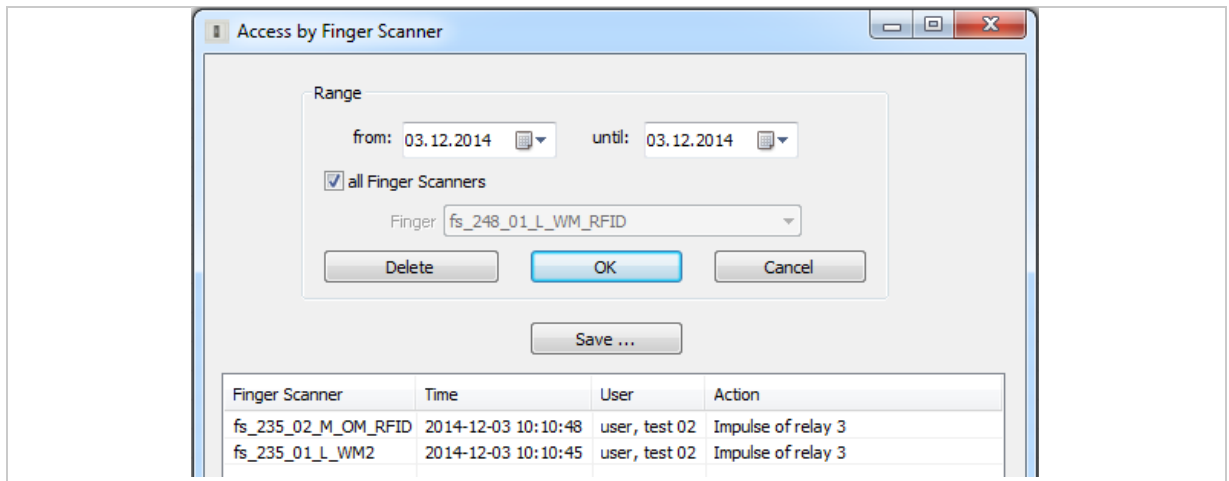 Access by Finger Scanner
Range
from: 03.12.2014 until: 03.12.2014
all Finger Scanners
Finger fs_248_01_L_WM_RFID
Delete OK Cancel
Save ...
Finger Scanner Time User Action
fs_235_02_M_OM_RFID 2014-12-03 10:10:48 user, test 02 Impulse of relay 3
fs_235_01_L_WM2 2014-12-03 10:10:45 user, test 02 Impulse of relay 3